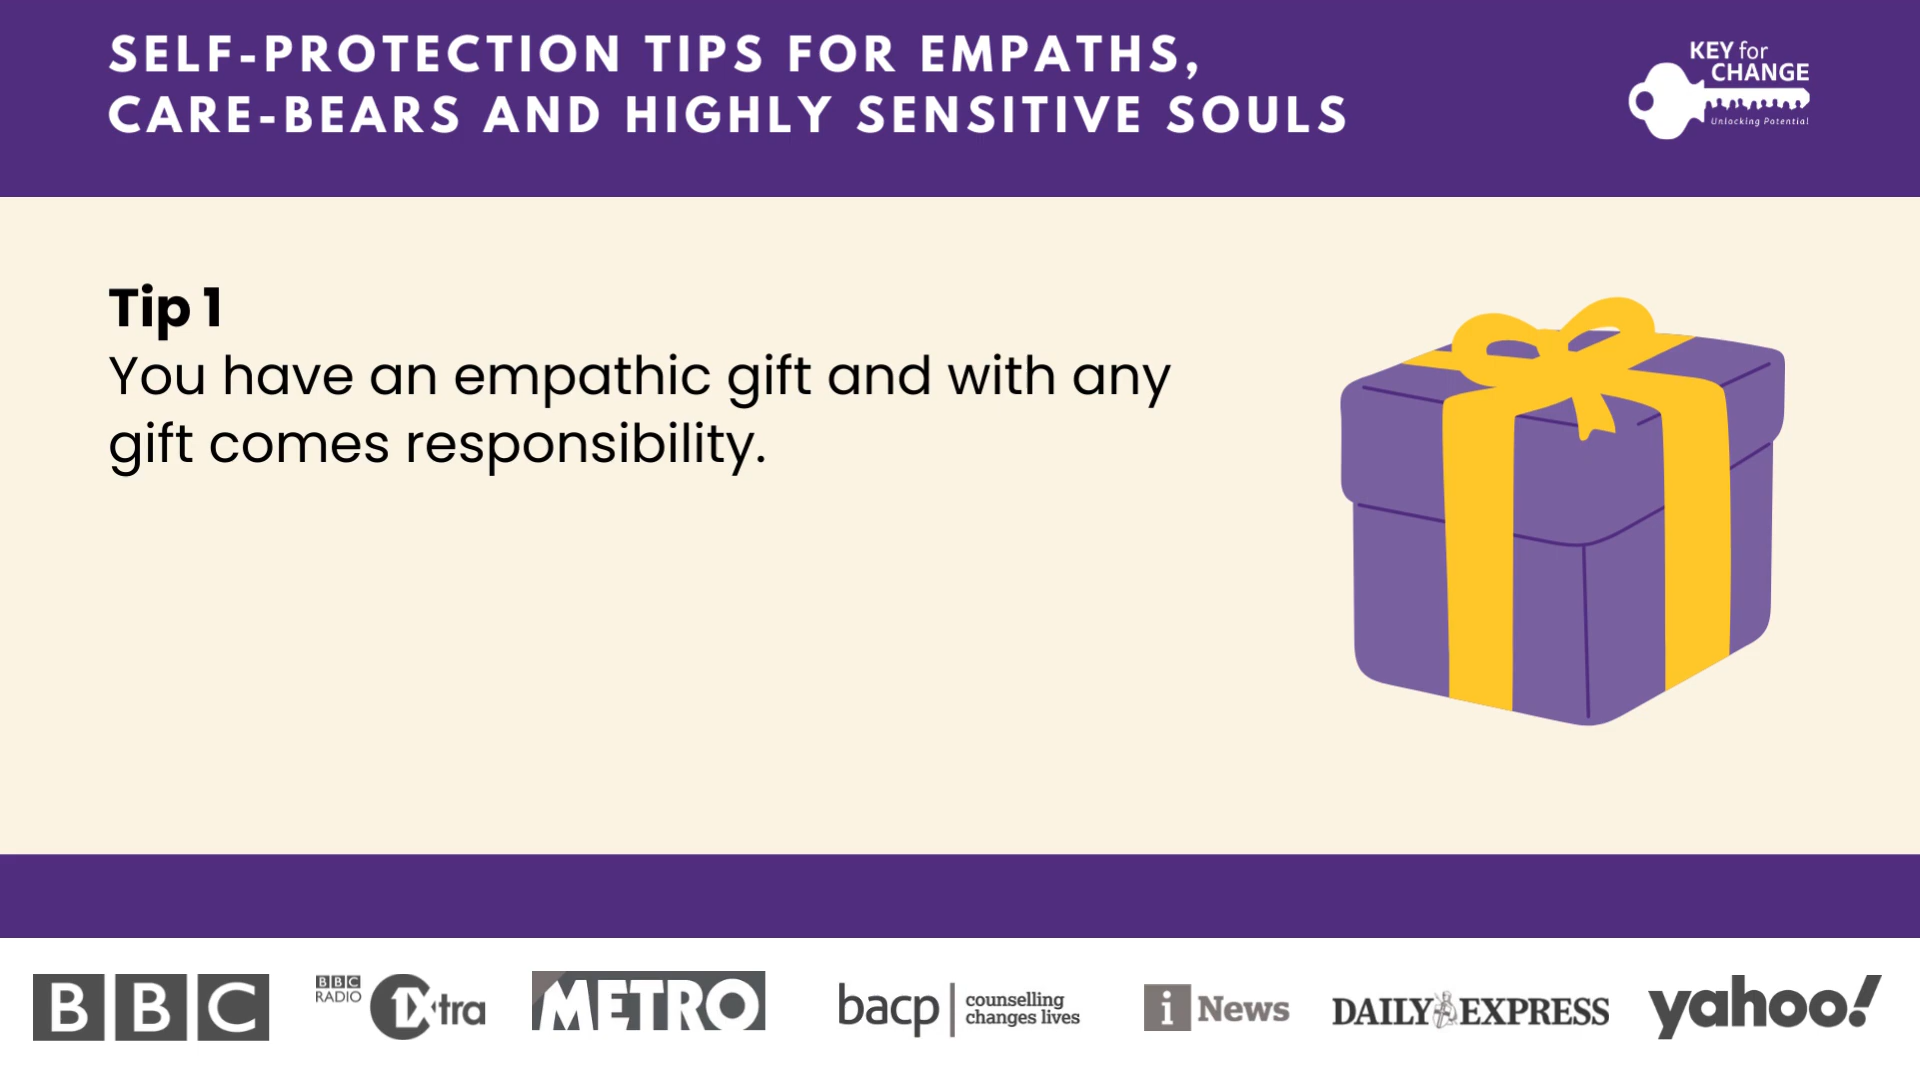 SELF-PROTECTION TIPS FOR EMPATHS,
CARE-BEARS AND HIGHLY SENSITIVE SOULS
KEY for
CHANGE
Unlocking Potential
Tip 1
You have an empathic gift and with any
gift comes responsibility.
BBC
BBC
RADIO
1Xtra
METRO
bacp
counselling
changes lives
i News
DAILY EXPRESS
yahoo!